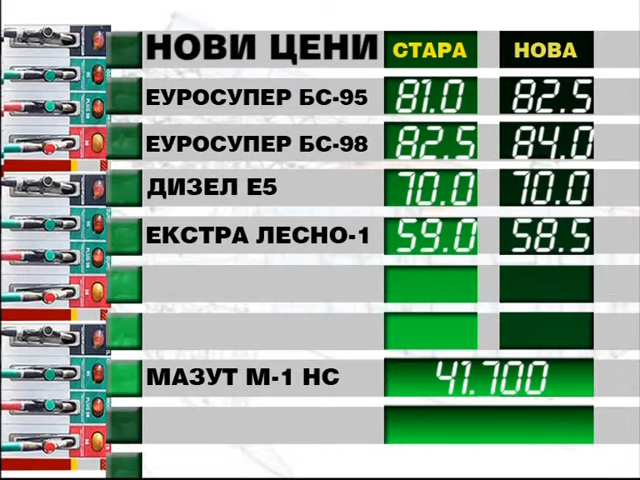 НОВИ ЦЕНИ СТАРА НОВА
ЕУРОСУПЕР БС-95 81.0 82.5
ЕУРОСУПЕР БС-98 82.5 84.0
ДИЗЕЛ Е5 70.0 70.0
ЕКСТРА ЛЕСНО-1 59.0 58.5
МАЗУТ М-1 НС 41.700